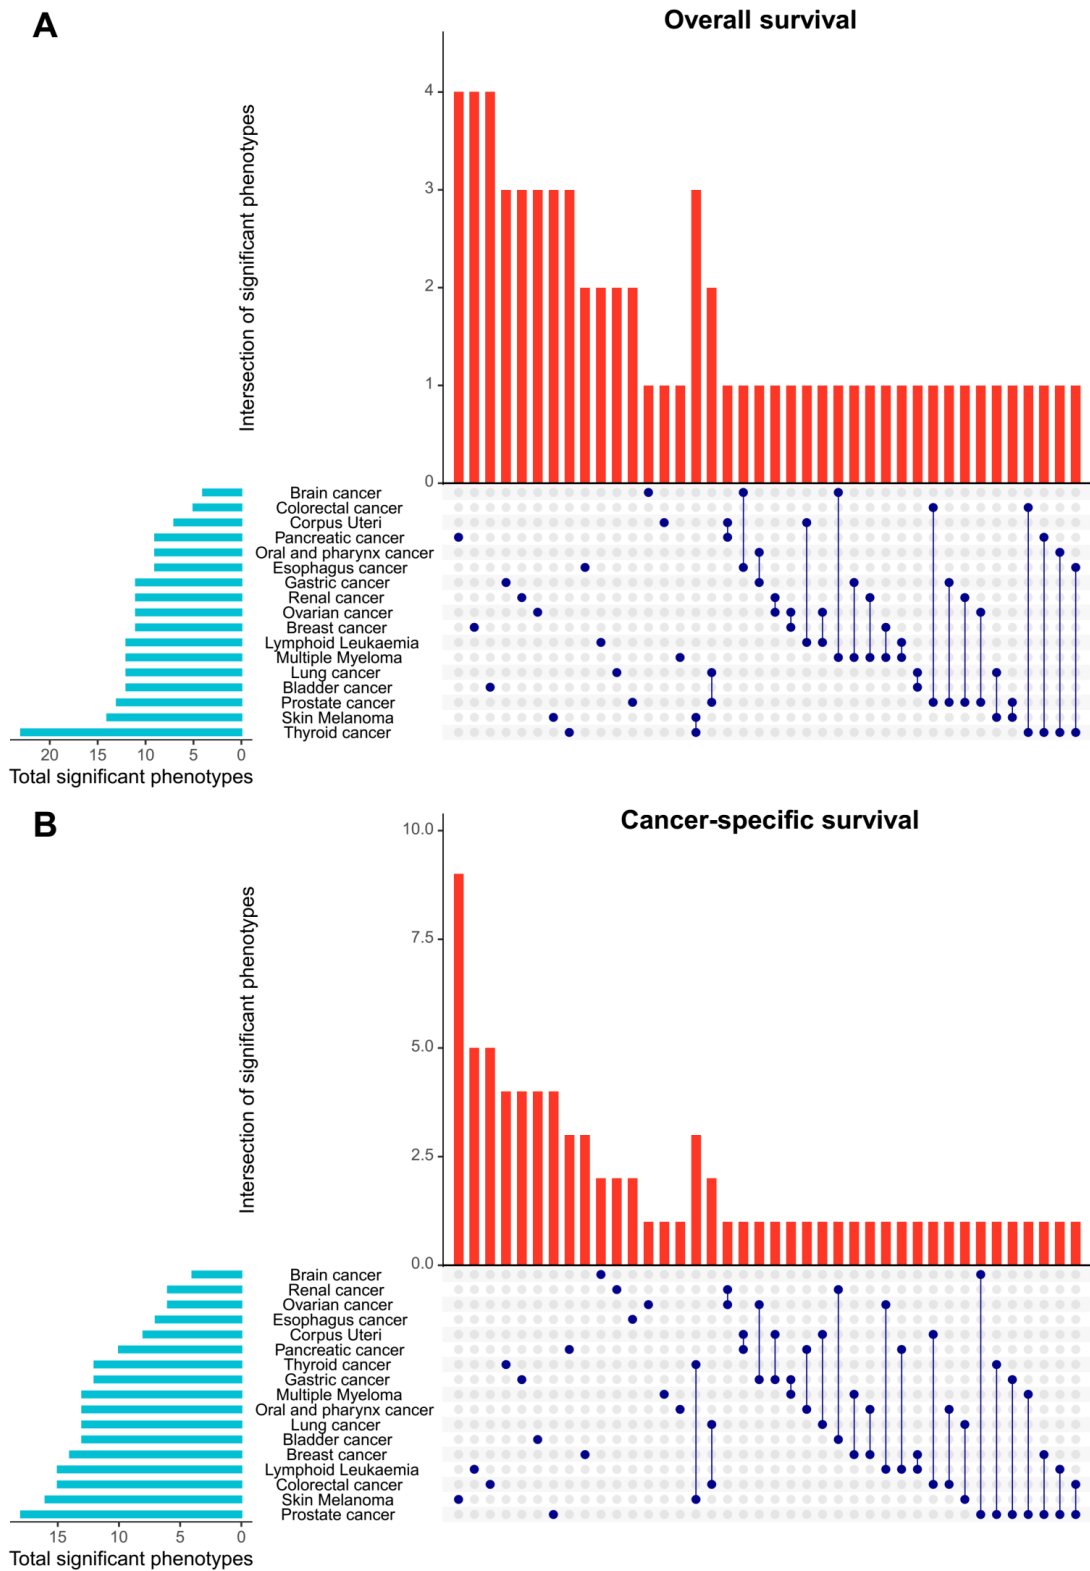 A
Overall survival
Intersection of significant phenotypes
4
3
2
1
0
Brain cancer
Colorectal cancer
Corpus Uteri
Pancreatic cancer
Oral and pharynx cancer
Esophagus cancer
Gastric cancer
Renal cancer
Ovarian cancer
Breast cancer
Lymphoid Leukaemia
Multiple Myeloma
Lung cancer
Bladder cancer
Prostate cancer
Skin Melanoma
Thyroid cancer
20 15 10 5 0
Total significant phenotypes
B
Cancer-specific survival
Intersection of significant phenotypes
10.0
7.5
5.0
2.5
0.0
Brain cancer
Renal cancer
Ovarian cancer
Esophagus cancer
Corpus Uteri
Pancreatic cancer
Thyroid cancer
Gastric cancer
Multiple Myeloma
Oral and pharynx cancer
Lung cancer
Bladder cancer
Breast cancer
Lymphoid Leukaemia
Colorectal cancer
Skin Melanoma
Prostate cancer
15 10 5 0
Total significant phenotypes